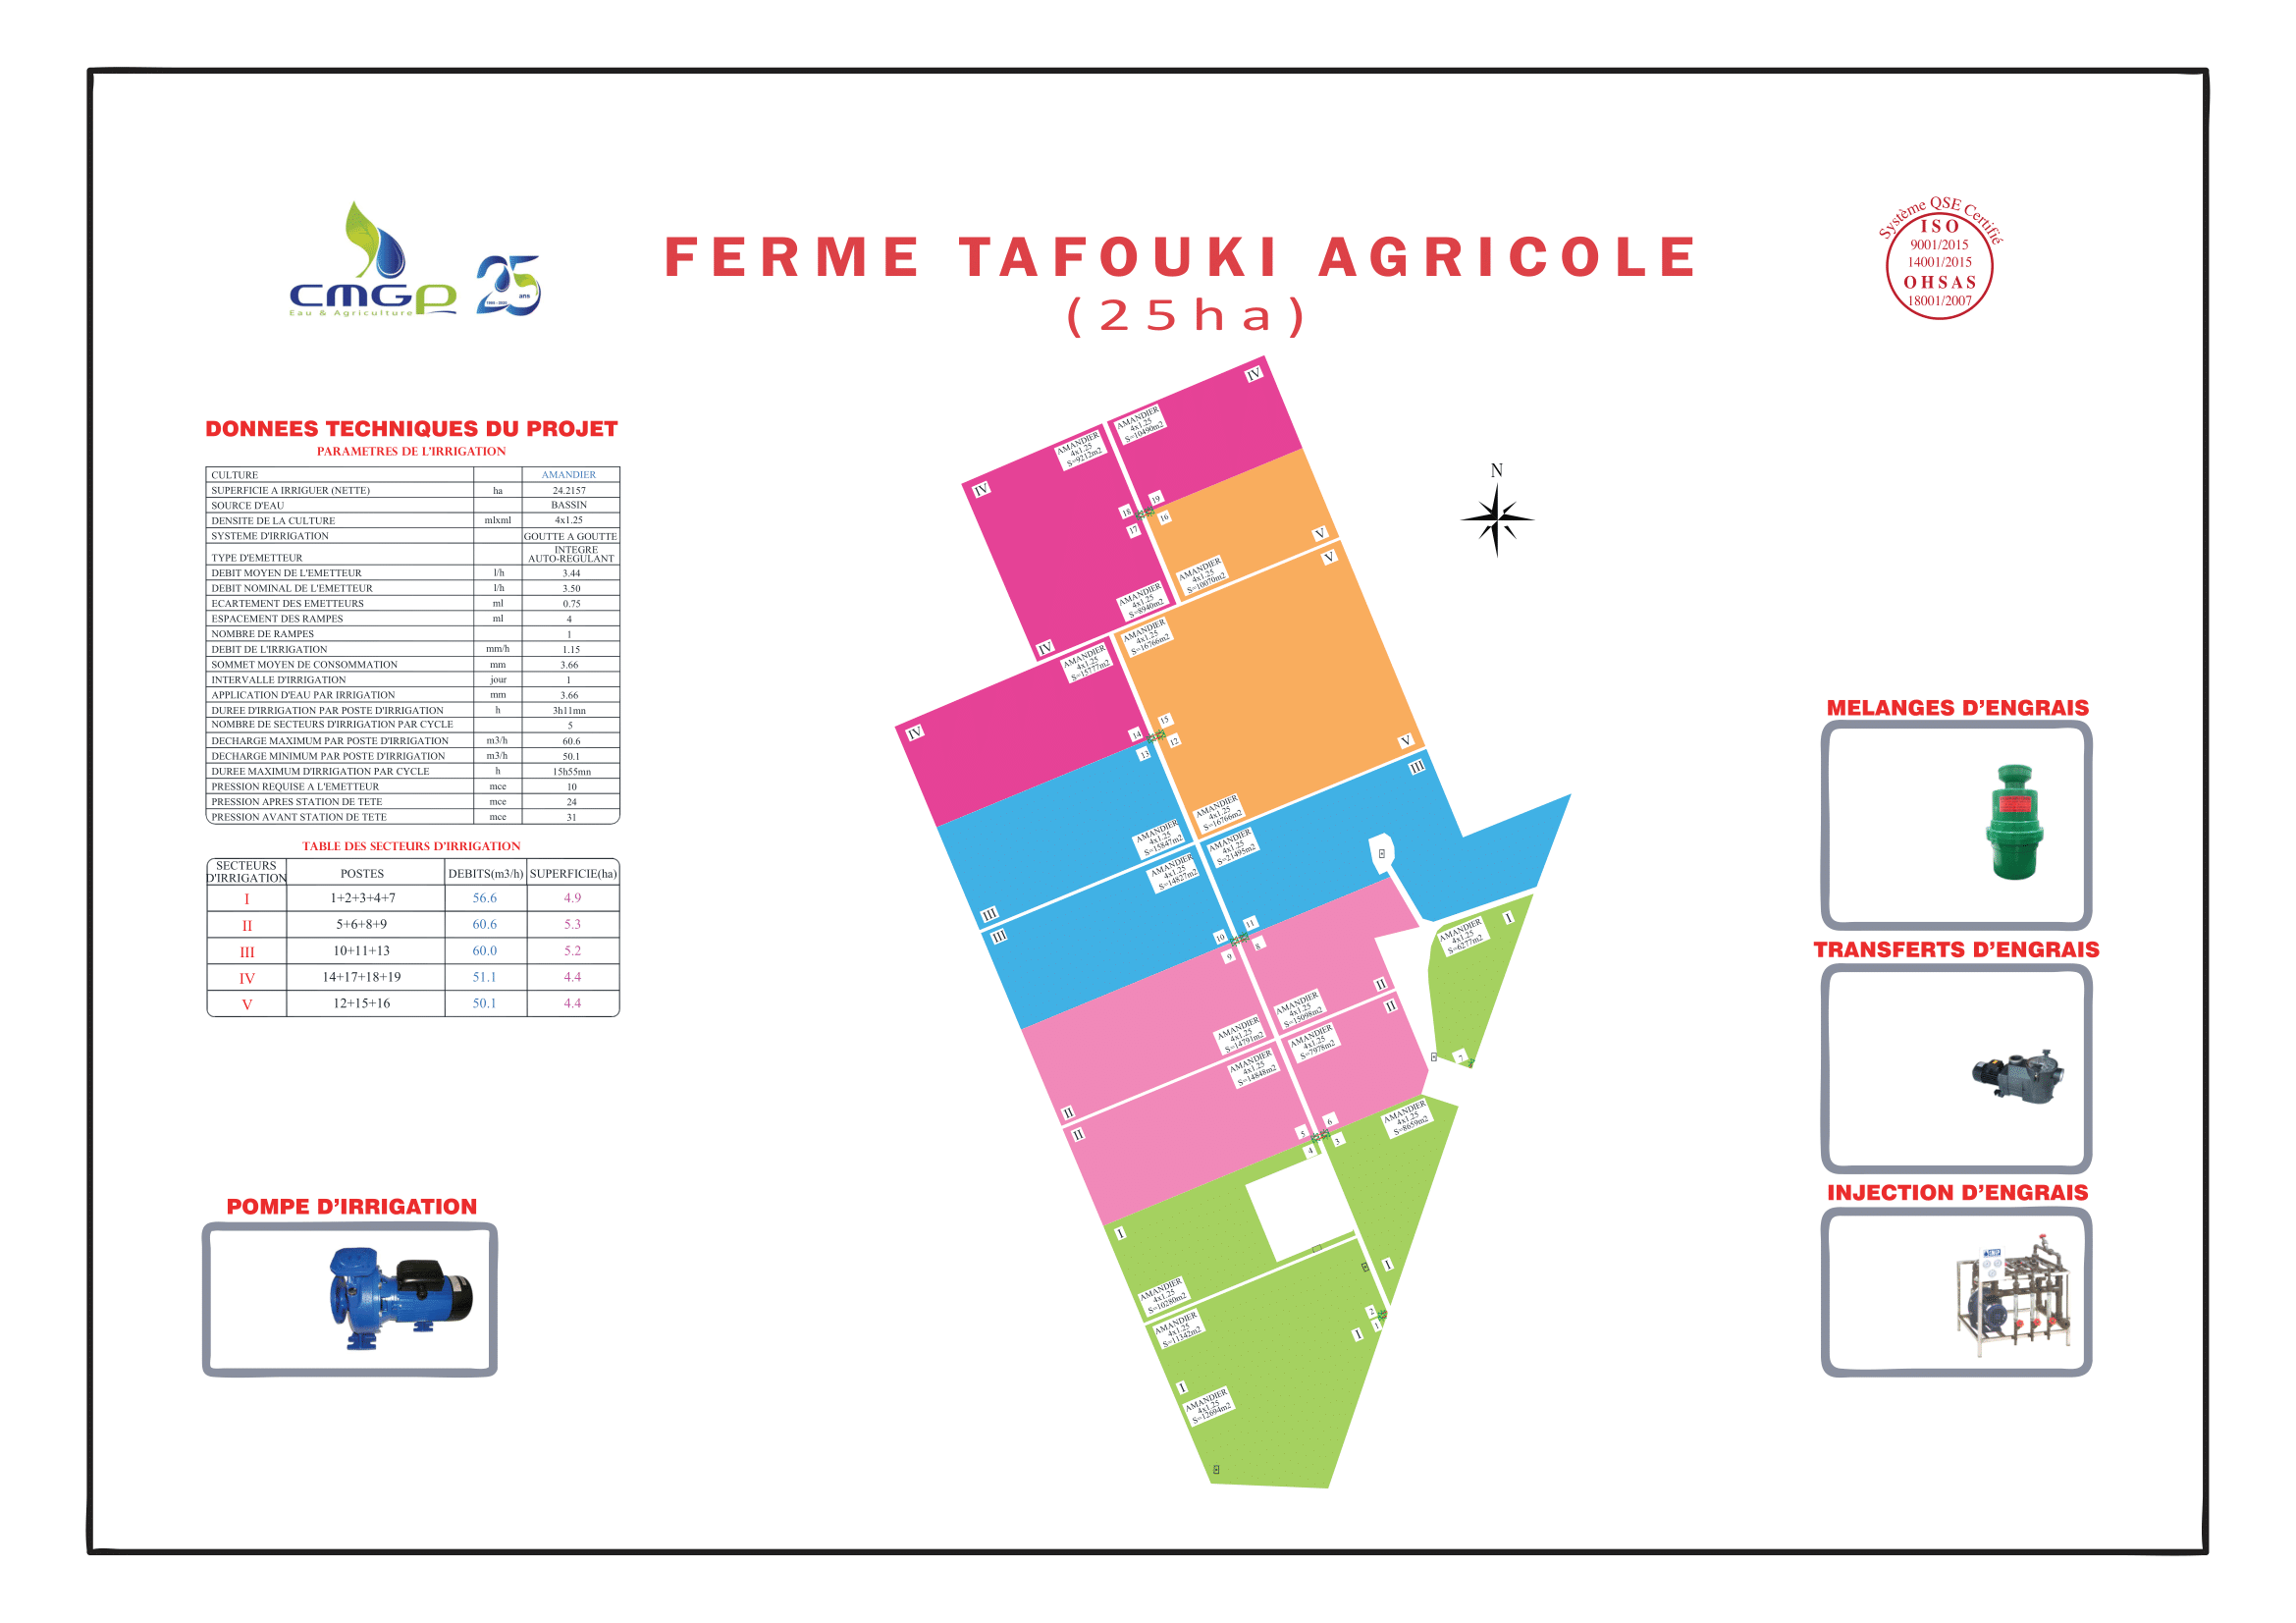 FERME TAFOUKI AGRICOLE
(25ha)
cmGp
Eau & Agriculture
25
ans
Système QSE Certifié
ISO
9001/2015
14001/2015
OHSAS
18001/2007
DONNEES TECHNIQUES DU PROJET
PARAMETRES DE L'IRRIGATION
CULTURE AMANDIER
SUPERFICIE A IRRIGUER (NETTE) ha 24.2157
SOURCE D'EAU BASSIN
DENSITE DE LA CULTURE mlxml 4x1.25
SYSTEME D'IRRIGATION GOUTTE A GOUTTE
TYPE D'EMETTEUR INTEGRE AUTO-REGULANT
DEBIT MOYEN DE L'EMETTEUR l/h 3.44
DEBIT NOMINAL DE L'EMETTEUR l/h 3.50
ECARTEMENT DES EMETTEURS ml 0.75
ESPACEMENT DES RAMPES ml 4
NOMBRE DE RAMPES 1
DEBIT DE L'IRRIGATION mm/h 1.15
SOMMET MOYEN DE CONSOMMATION mm 3.66
INTERVALLE D'IRRIGATION jour 1
APPLICATION D'EAU PAR IRRIGATION mm 3.66
DUREE D'IRRIGATION PAR POSTE D'IRRIGATION h 3h11mn
NOMBRE DE SECTEURS D'IRRIGATION PAR CYCLE 5
DECHARGE MAXIMUM PAR POSTE D'IRRIGATION m3/h 60.6
DECHARGE MINIMUM PAR POSTE D'IRRIGATION m3/h 50.1
DUREE MAXIMUM D'IRRIGATION PAR CYCLE h 15h55mn
PRESSION REQUISE A L'EMETTEUR mce 10
PRESSION APRES STATION DE TETE mce 24
PRESSION AVANT STATION DE TETE mce 31
TABLE DES SECTEURS D'IRRIGATION
SECTEURS D'IRRIGATION POSTES DEBITS(m3/h) SUPERFICIE(ha)
I 1+2+3+4+7 56.6 4.9
II 5+6+8+9 60.6 5.3
III 10+11+13 60.0 5.2
IV 14+17+18+19 51.1 4.4
V 12+15+16 50.1 4.4
POMPE D'IRRIGATION
N
IV
AMANDIER
4x1.25
S=10490m2
AMANDIER
4x1.25
S=9212m2
IV
19
18
16
17
V
V
AMANDIER
4x1.25
S=10070m2
AMANDIER
4x1.25
S=8940m2
AMANDIER
4x1.25
S=16766m2
IV
AMANDIER
4x1.25
S=15777m2
IV
15
14
12
13
V
III
AMANDIER
4x1.25
S=16766m2
AMANDIER
4x1.25
S=15847m2
AMANDIER
4x1.25
S=21495m2
AMANDIER
4x1.25
S=14827m2
III
III
11
10
8
9
I
AMANDIER
4x1.25
S=6277m2
II
II
AMANDIER
4x1.25
S=15098m2
AMANDIER
4x1.25
S=14791m2
AMANDIER
4x1.25
S=7978m2
AMANDIER
4x1.25
S=14848m2
7
II
II
AMANDIER
4x1.25
S=8659m2
6
5
3
4
I
I
AMANDIER
4x1.25
S=10280m2
AMANDIER
4x1.25
S=11342m2
2
1
I
I
AMANDIER
4x1.25
S=12694m2
MELANGES D'ENGRAIS
TRANSFERTS D'ENGRAIS
INJECTION D'ENGRAIS